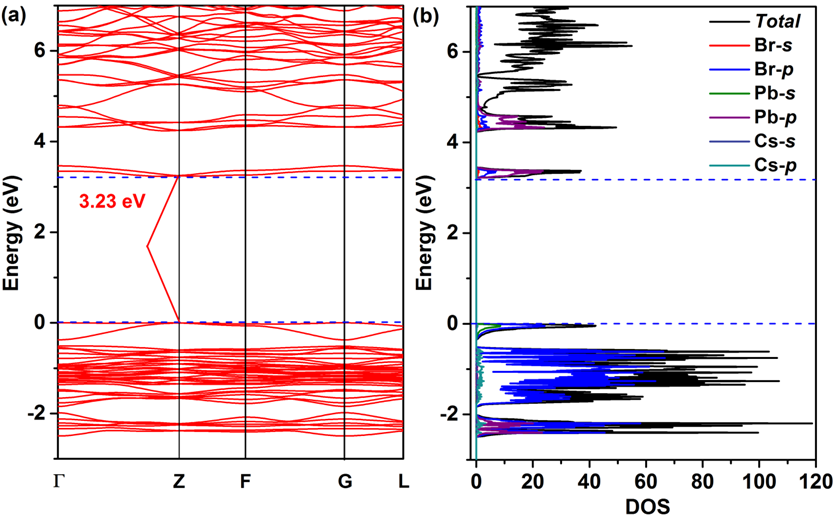 (a)
6
4
2
0
-2
Energy (eV)
3.23 eV
Γ
Z
F
G
L
(b)
6
4
2
0
-2
Energy (eV)
Total
Br-s
Br-p
Pb-s
Pb-p
Cs-s
Cs-p
0
20
40
60
80
100
120
DOS